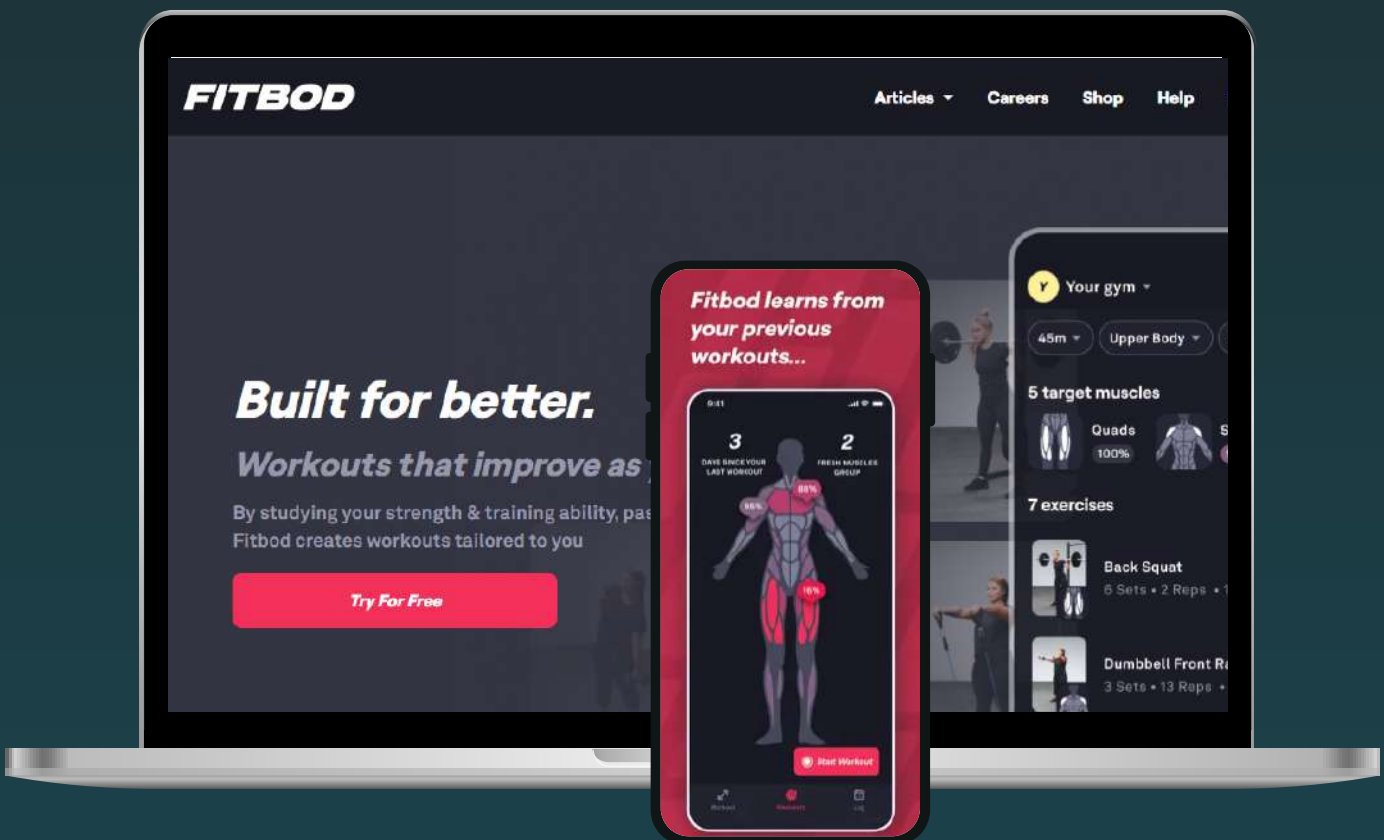 FITBOD
Articles
Careers
Shop
Help
Built for better.
Workouts that improve as
By studying your strength & training ability,
Fitbod creates workouts tailored to you
Try For Free
Fitbod learns from
your previous
workouts...
9:41
3
DAYS SINCE YOUR
LAST WORKOUT
2
FRESH MUSCLES
GROUP
88%
16%
Start Workout
Workout
Log
Y
Your gym
45m
Upper Body
5 target muscles
Quads
100%
7 exercises
Back Squat
6 Sets • 2 Reps •
Dumbbell Front
3 Sets • 13 Reps •